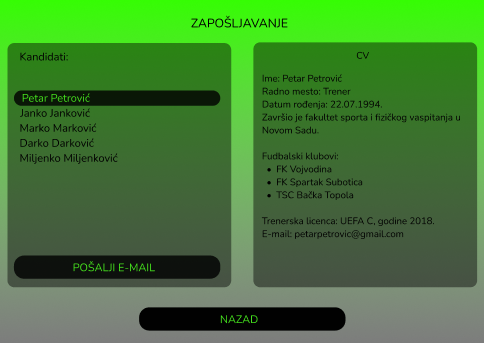 ZAPOŠLJAVANJE
Kandidati:
Petar Petrović
Janko Janković
Marko Marković
Darko Darković
Miljenko Miljenković
POŠALJI E-MAIL
CV
Ime: Petar Petrović
Radno mesto: Trener
Datum rođenja: 22.07.1994.
Završio je fakultet sporta i fizičkog vaspitanja u
Novom Sadu.
Fudbalski klubovi:
• FK Vojvodina
• FK Spartak Subotica
• TSC Bačka Topola
Trenerska licenca: UEFA C, godine 2018.
E-mail: petarpetrovic@gmail.com
NAZAD